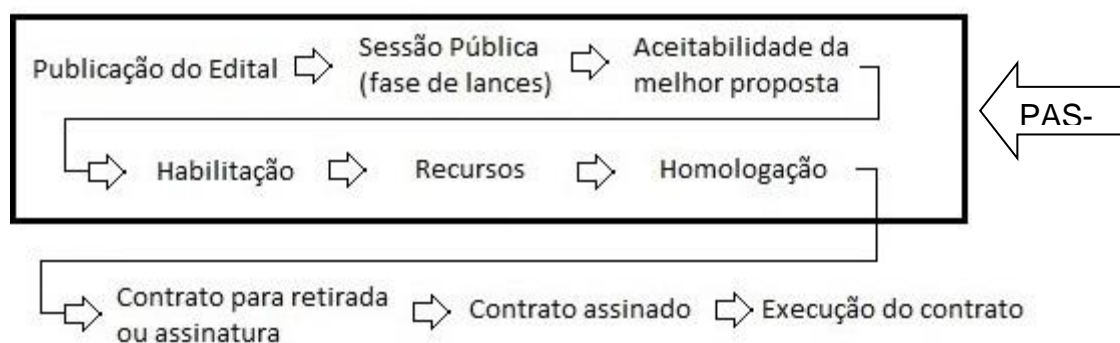 Publicação do Edital
Sessão Pública
(fase de lances)
Aceitabilidade da
melhor proposta
PAS-
Habilitação
Recursos
Homologação
Contrato para retirada
ou assinatura
Contrato assinado
Execução do contrato